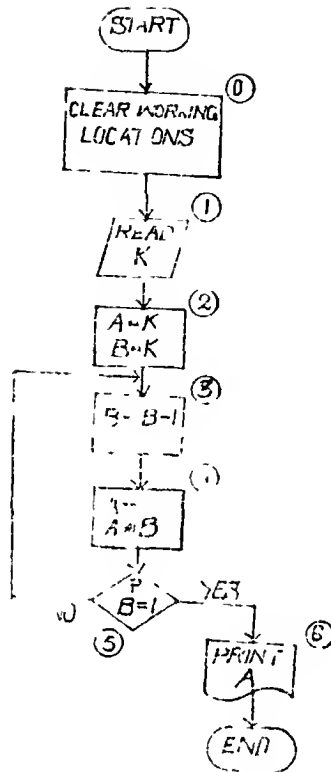 START
0
CLEAR WORKING
LOCATIONS
1
READ
K
2
A=K
B=K
3
B-1
A*B
B=1
YES
5
6
PRINT
A
END